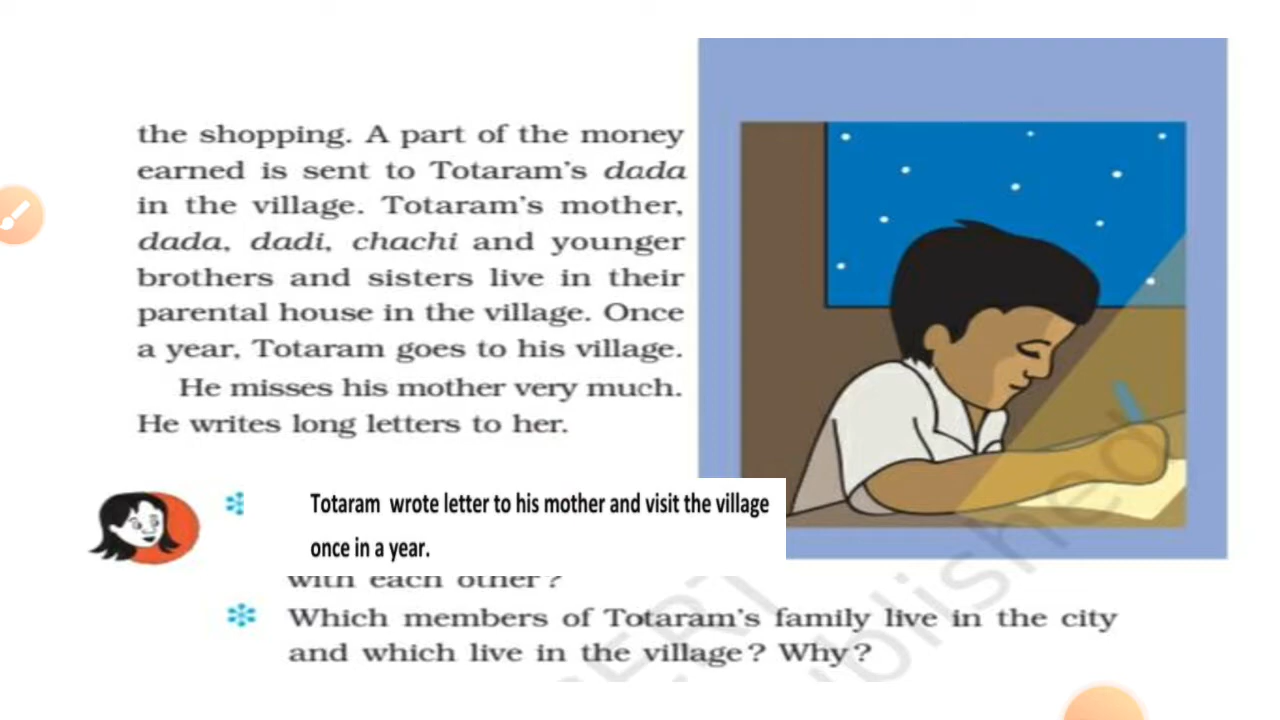 the shopping. A part of the money
earned is sent to Totaram's dada
in the village. Totaram's mother,
dada, dadi, chachi and younger
brothers and sisters live in their
parental house in the village. Once
a year, Totaram goes to his village.
He misses his mother very much.
He writes long letters to her.
Totaram wrote letter to his mother and visit the village
once in a year.
with each other?
Which members of Totaram's family live in the city
and which live in the village? Why?